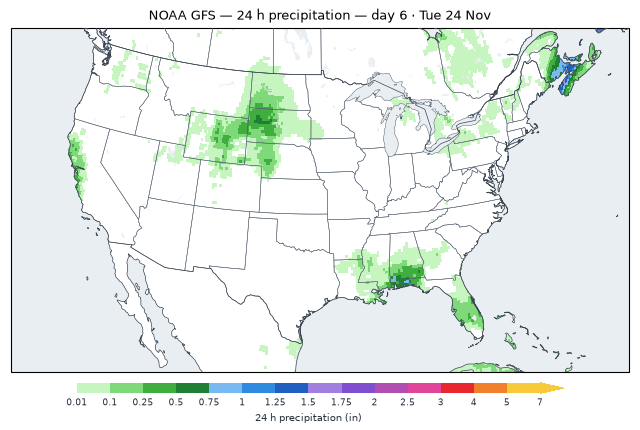 NOAA GFS — 24 h precipitation — day 6 · Tue 24 Nov
0.01 0.1 0.25 0.5 0.75 1 1.25 1.5 1.75 2 2.5 3 4 5 7
24 h precipitation (in)